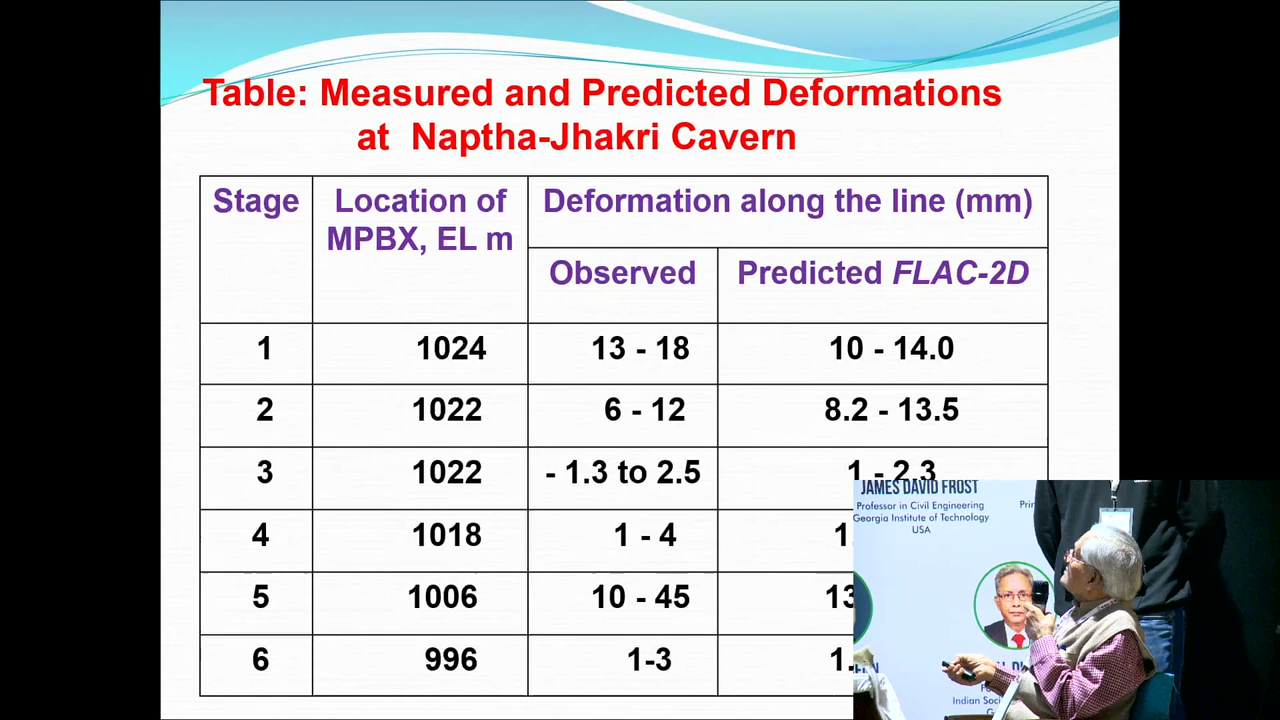 Table: Measured and Predicted Deformations
at Naptha-Jhakri Cavern
Stage
Location of
MPBX, EL m
Deformation along the line (mm)
Observed
Predicted FLAC-2D
1 1024 13 - 18 10 - 14.0
2 1022 6 - 12 8.2 - 13.5
3 1022 - 1.3 to 2.5 1 - 2.3
4 1018 1 - 4
5 1006 10 - 45
6 996 1-3
JAMES DAVID FROST
Professor in Civil Engineering
Georgia Institute of Technology
USA